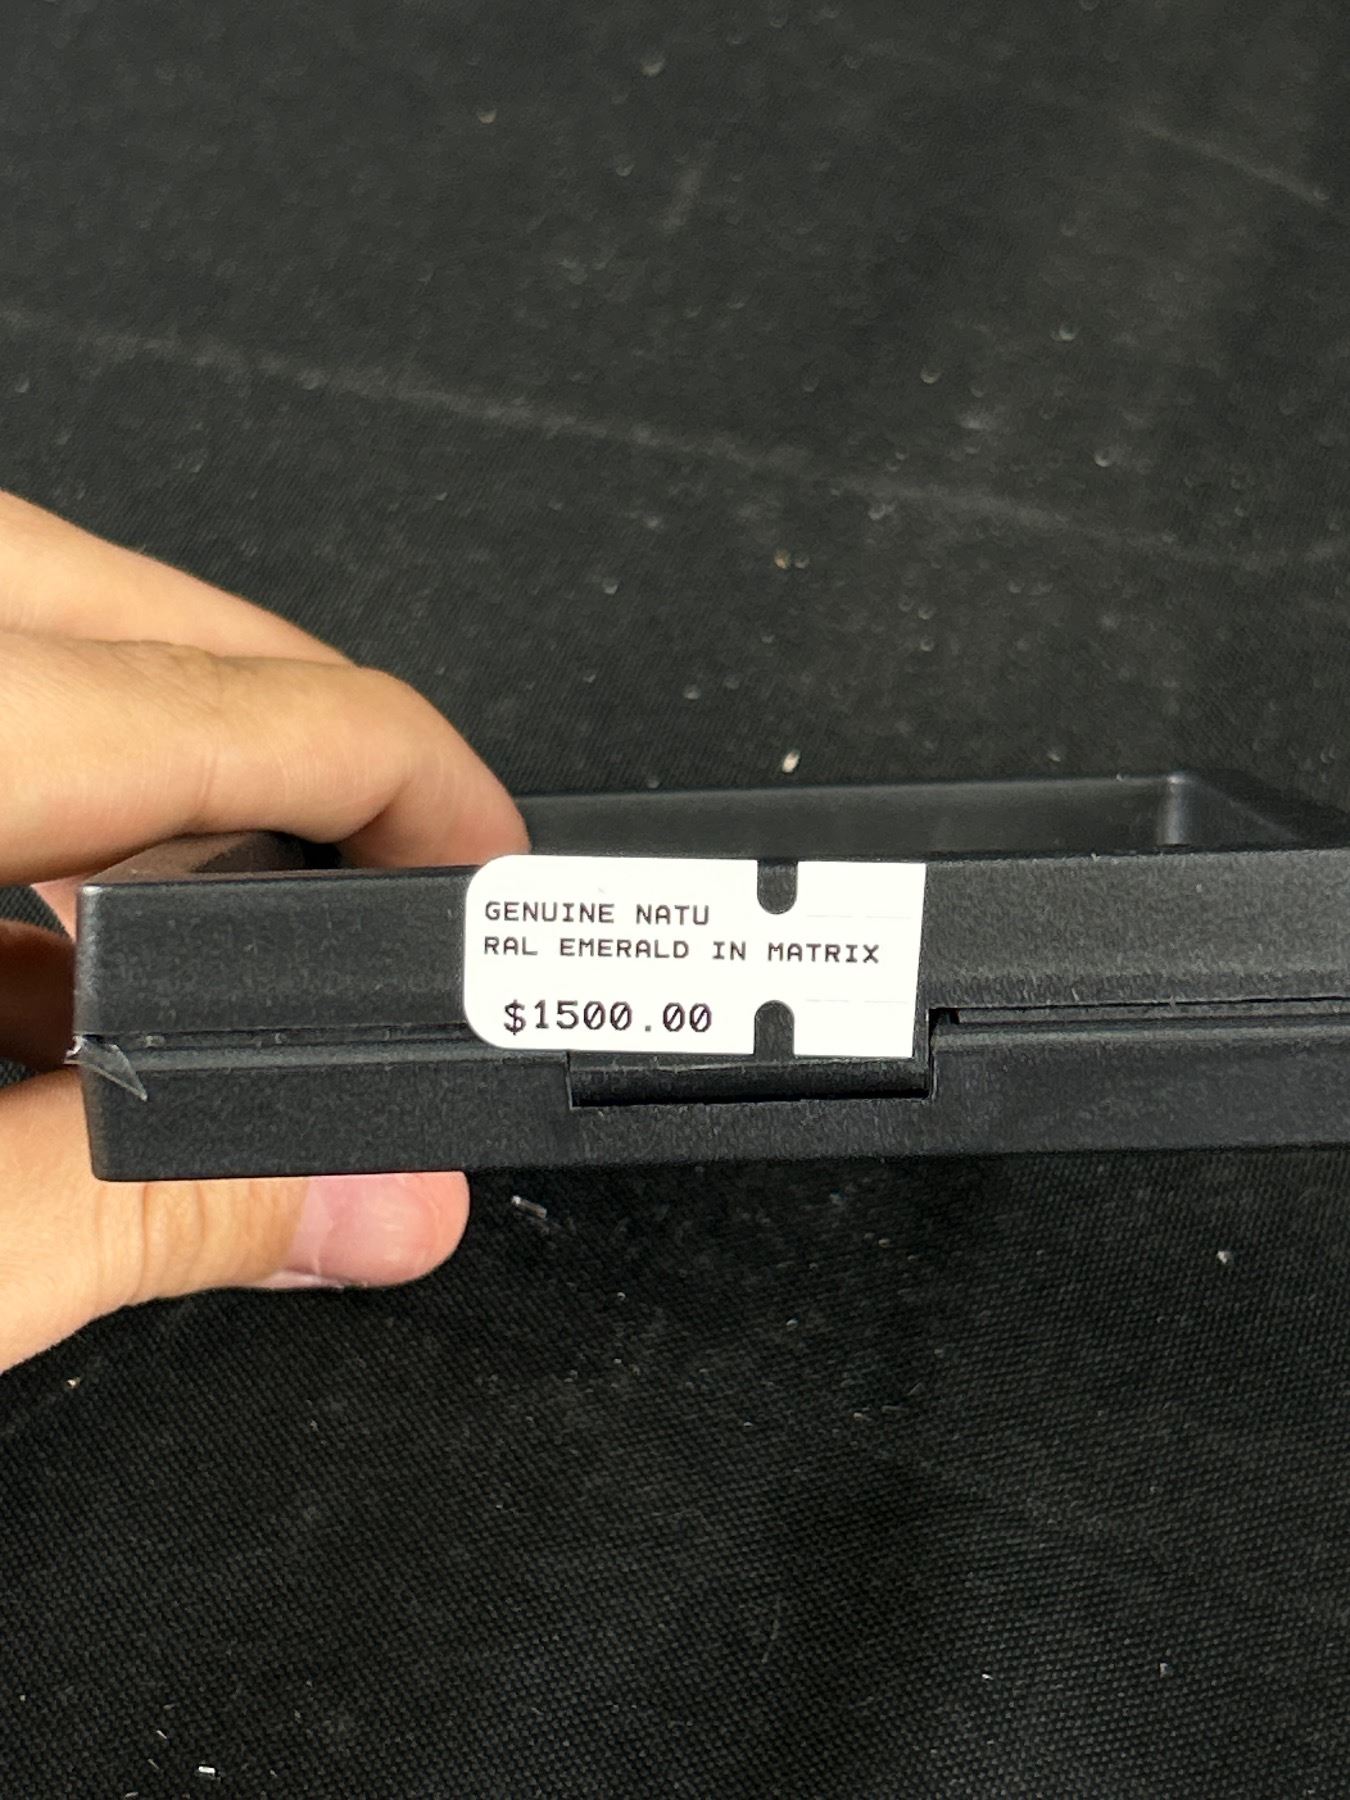 GENUINE NATU
RAL EMERALD IN MATRIX
$1500.00